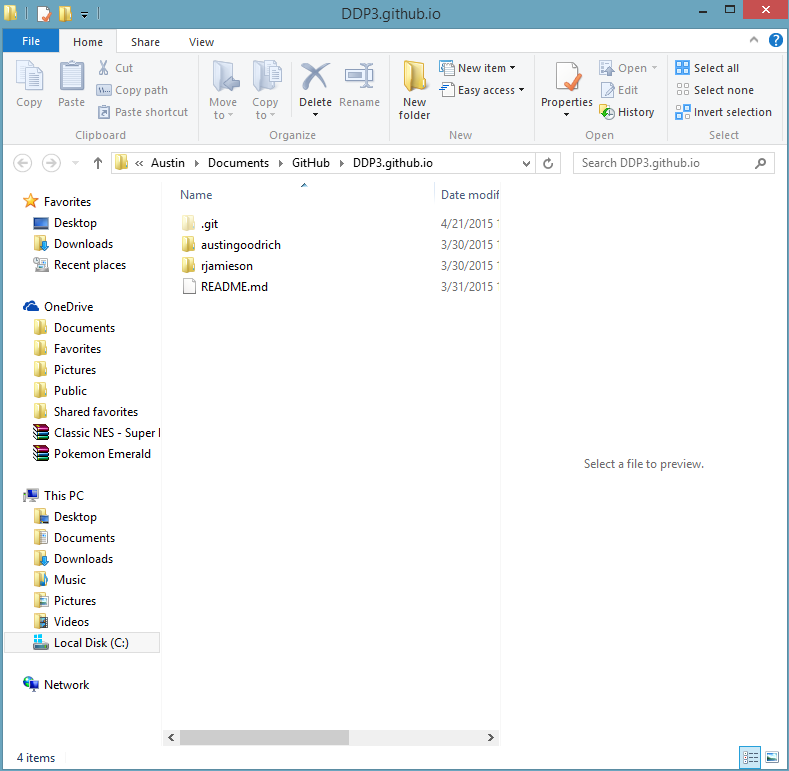 DDP3.github.io
File Home Share View
Copy
Paste
Cut
Copy path
Paste shortcut
Clipboard
Move to
Copy to
Delete
Rename
Organize
New folder
New item
Easy access
New
Properties
Open
Edit
History
Open
Select all
Select none
Invert selection
Select
« Austin Documents GitHub DDP3.github.io
Search DDP3.github.io
Favorites
Desktop
Downloads
Recent places
OneDrive
Documents
Favorites
Pictures
Public
Shared favorites
Classic NES - Super
Pokemon Emerald
This PC
Desktop
Documents
Downloads
Music
Pictures
Videos
Local Disk (C:)
Network
Name Date modif
.git 4/21/2015
austingoodrich 3/30/2015
rjamieson 3/30/2015
README.md 3/31/2015
Select a file to preview.
4 items